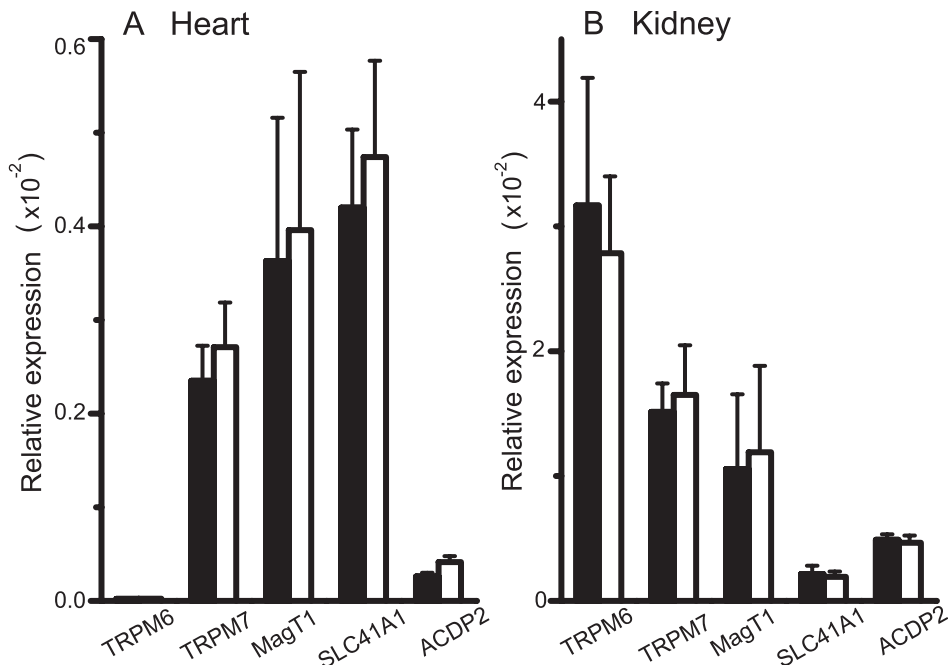 A Heart
Relative expression (x10-2)
0.6
0.4
0.2
0.0
TRPM6
TRPM7
MagT1
SLC41A1
ACDP2
B Kidney
Relative expression (x10-2)
4
2
0
TRPM6
TRPM7
MagT1
SLC41A1
ACDP2